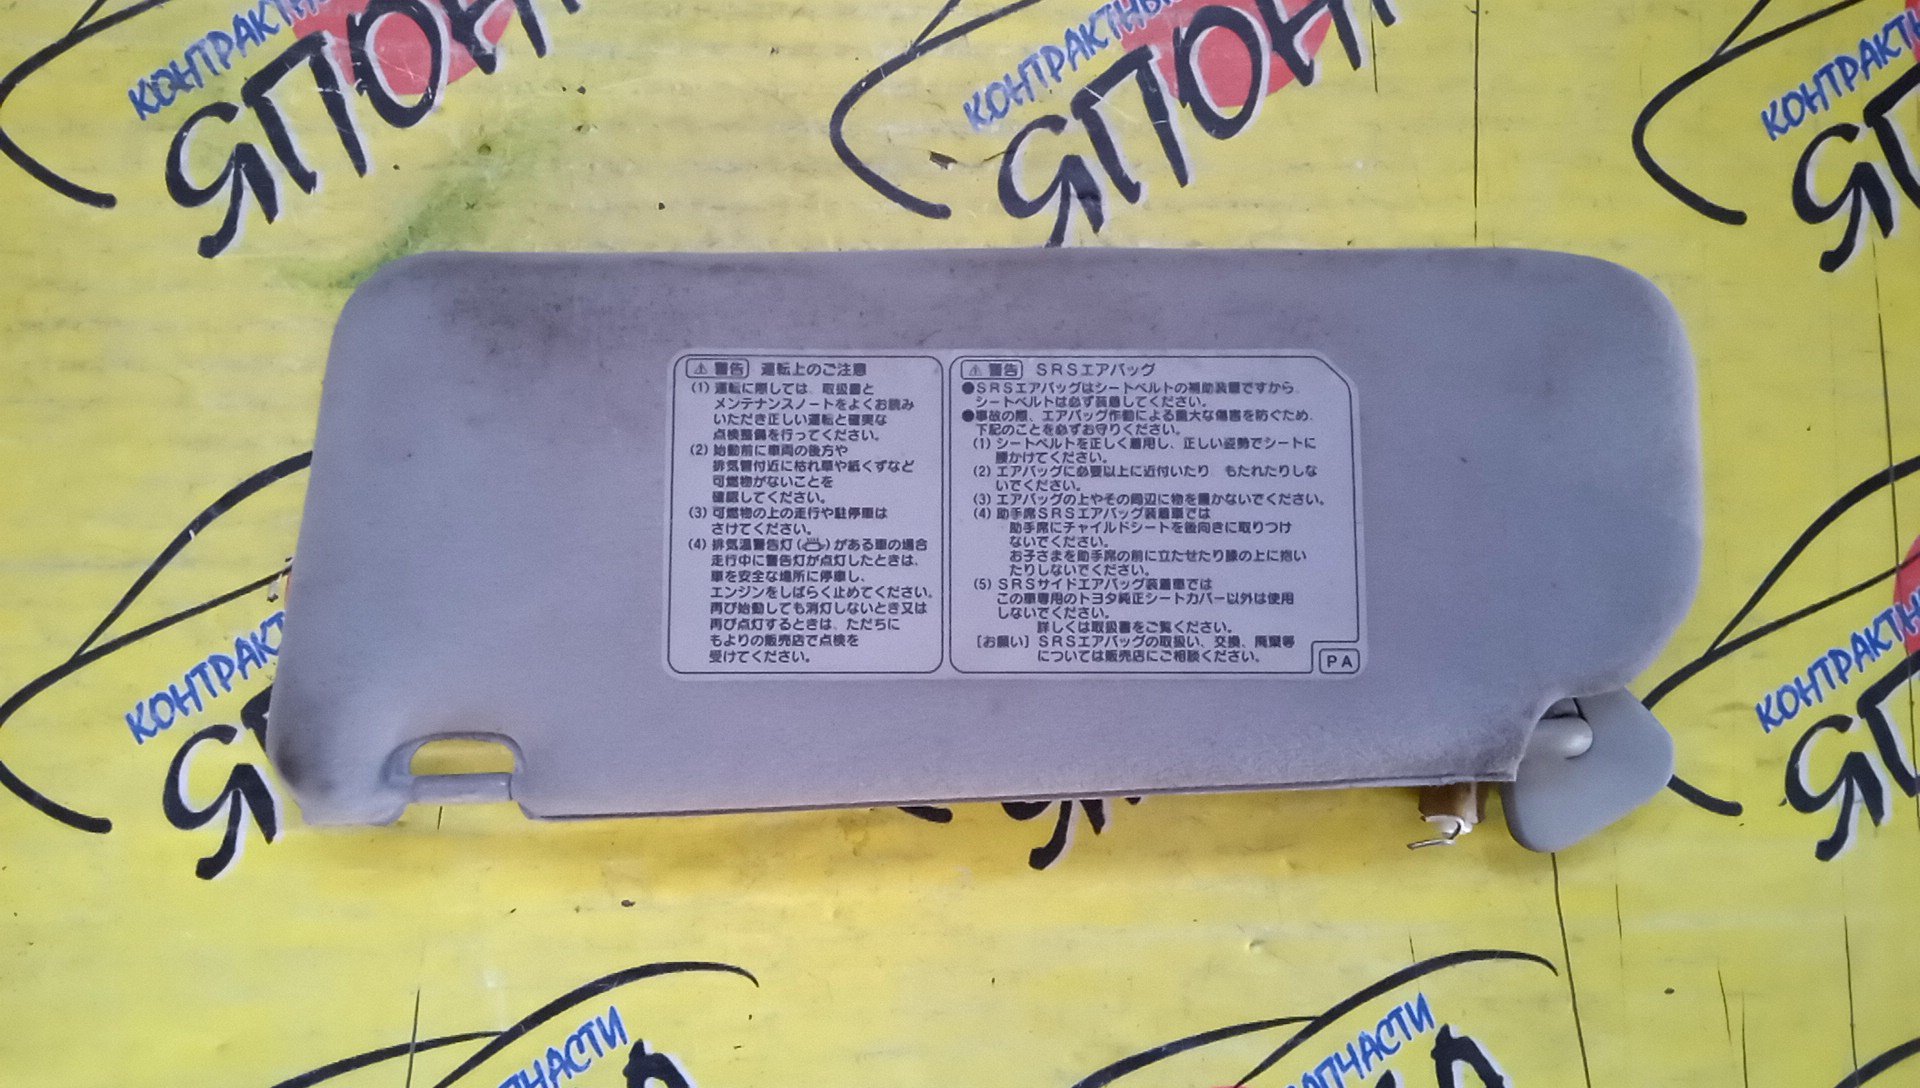 КОНТРАКТНЫЕ
ЯПОН
КОНТРАКТНЫЕ
ЯПОН
КОНТРАКТН
ЯП
⚠警告 運転上のご注意
(1) 運転に際しては、取扱書と
メンテナンスノートをよくお読み
いただき正しい運転と確実な
点検整備を行ってください。
(2) 始動前に車両の後方や
排気管付近に枯れ草や紙くずなど
可燃物がないことを
確認してください。
(3) 可燃物の上の走行や駐停車は
さけてください。
(4) 排気温警告灯( )がある車の場合
走行中に警告灯が点灯したときは、
車を安全な場所に停車し、
エンジンをしばらく止めてください。
再び始動しても消灯しないとき又は
再び点灯するときは、ただちに
もよりの販売店で点検を
受けてください。
⚠警告 SRSエアバッグ
●SRSエアバッグはシートベルトの補助装置ですから、
シートベルトは必ず装着してください。
●事故の際、エアバッグ作動による重大な傷害を防ぐため、
下記のことを必ずお守りください。
(1) シートベルトを正しく着用し、正しい姿勢でシートに
腰かけてください。
(2) エアバッグに必要以上に近付いたり もたれたりしな
いでください。
(3) エアバッグの上やその周辺に物を置かないでください。
(4) 助手席SRSエアバッグ装着車では
助手席にチャイルドシートを後向きに取りつけ
ないでください。
お子さまを助手席の前に立たせたり膝の上に抱い
たりしないでください。
(5) SRSサイドエアバッグ装着車では
この車専用のトヨタ純正シートカバー以外は使用
しないでください。
詳しくは取扱書をご覧ください。
[お願い] SRSエアバッグの取扱い、交換、廃棄等
については販売店にご相談ください。
PA
КОНТРАКТ
ЯП
КОНТРАКТН
ЯП
ЧАСТИ
ПЧАСТИ